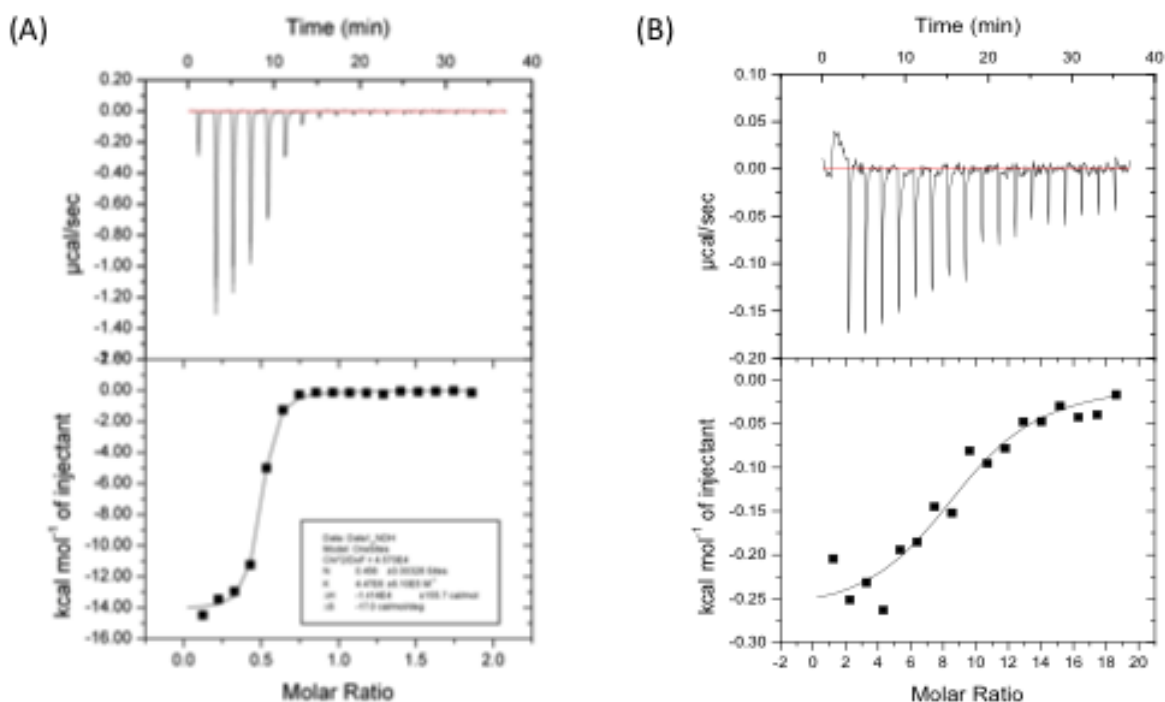 (A)
Time (min)
0 10 20 30 40
0.20
0.00
-0.20
-0.40
-0.60
-0.80
-1.00
-1.20
-1.40
µcal/sec
0.00
-2.00
-4.00
-6.00
-8.00
-10.00
-12.00
-14.00
-16.00
kcal mol⁻¹ of injectant
Model: OneSites
N
K
0.0 0.5 1.0 1.5 2.0
Molar Ratio
(B)
Time (min)
0 10 20 30 40
0.10
0.05
0.00
-0.05
-0.10
-0.15
-0.20
µcal/sec
0.00
-0.05
-0.10
-0.15
-0.20
-0.25
-0.30
kcal mol⁻¹ of injectant
-2 0 2 4 6 8 10 12 14 16 18 20
Molar Ratio